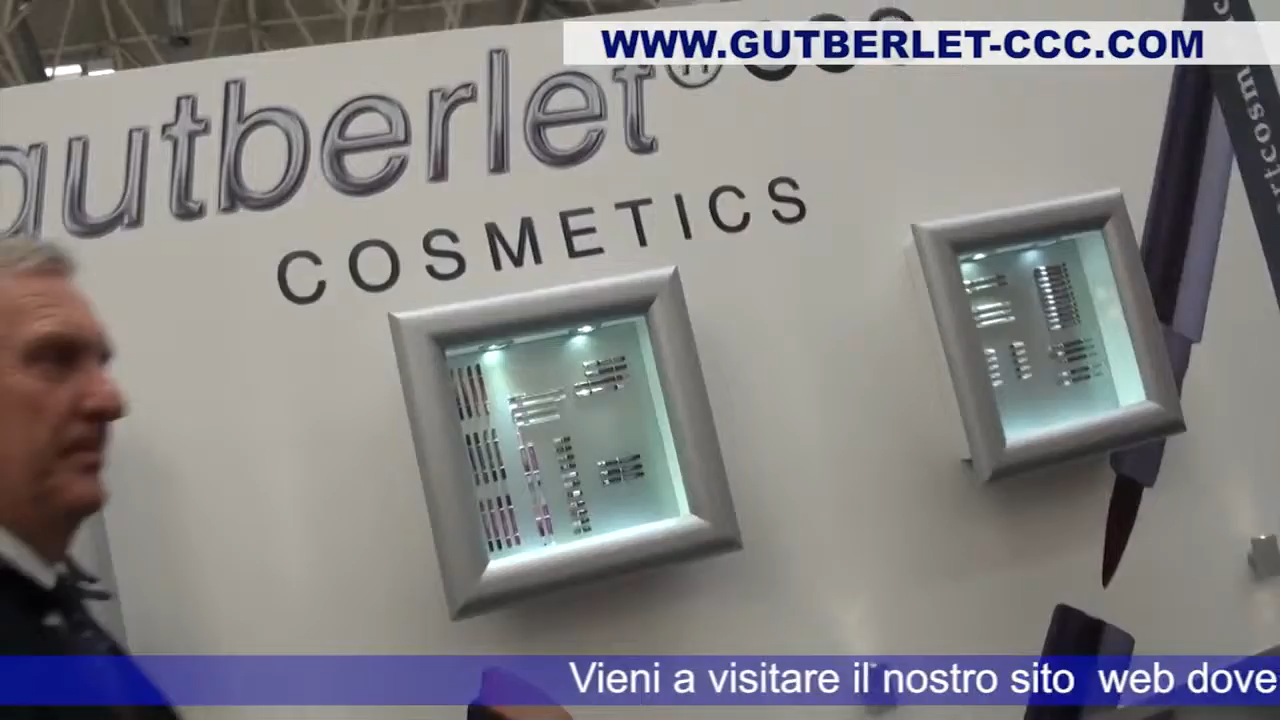 WWW.GUTBERLET-CCC.COM
gutberlet®
COSMETICS
Vieni a visitare il nostro sito web dove